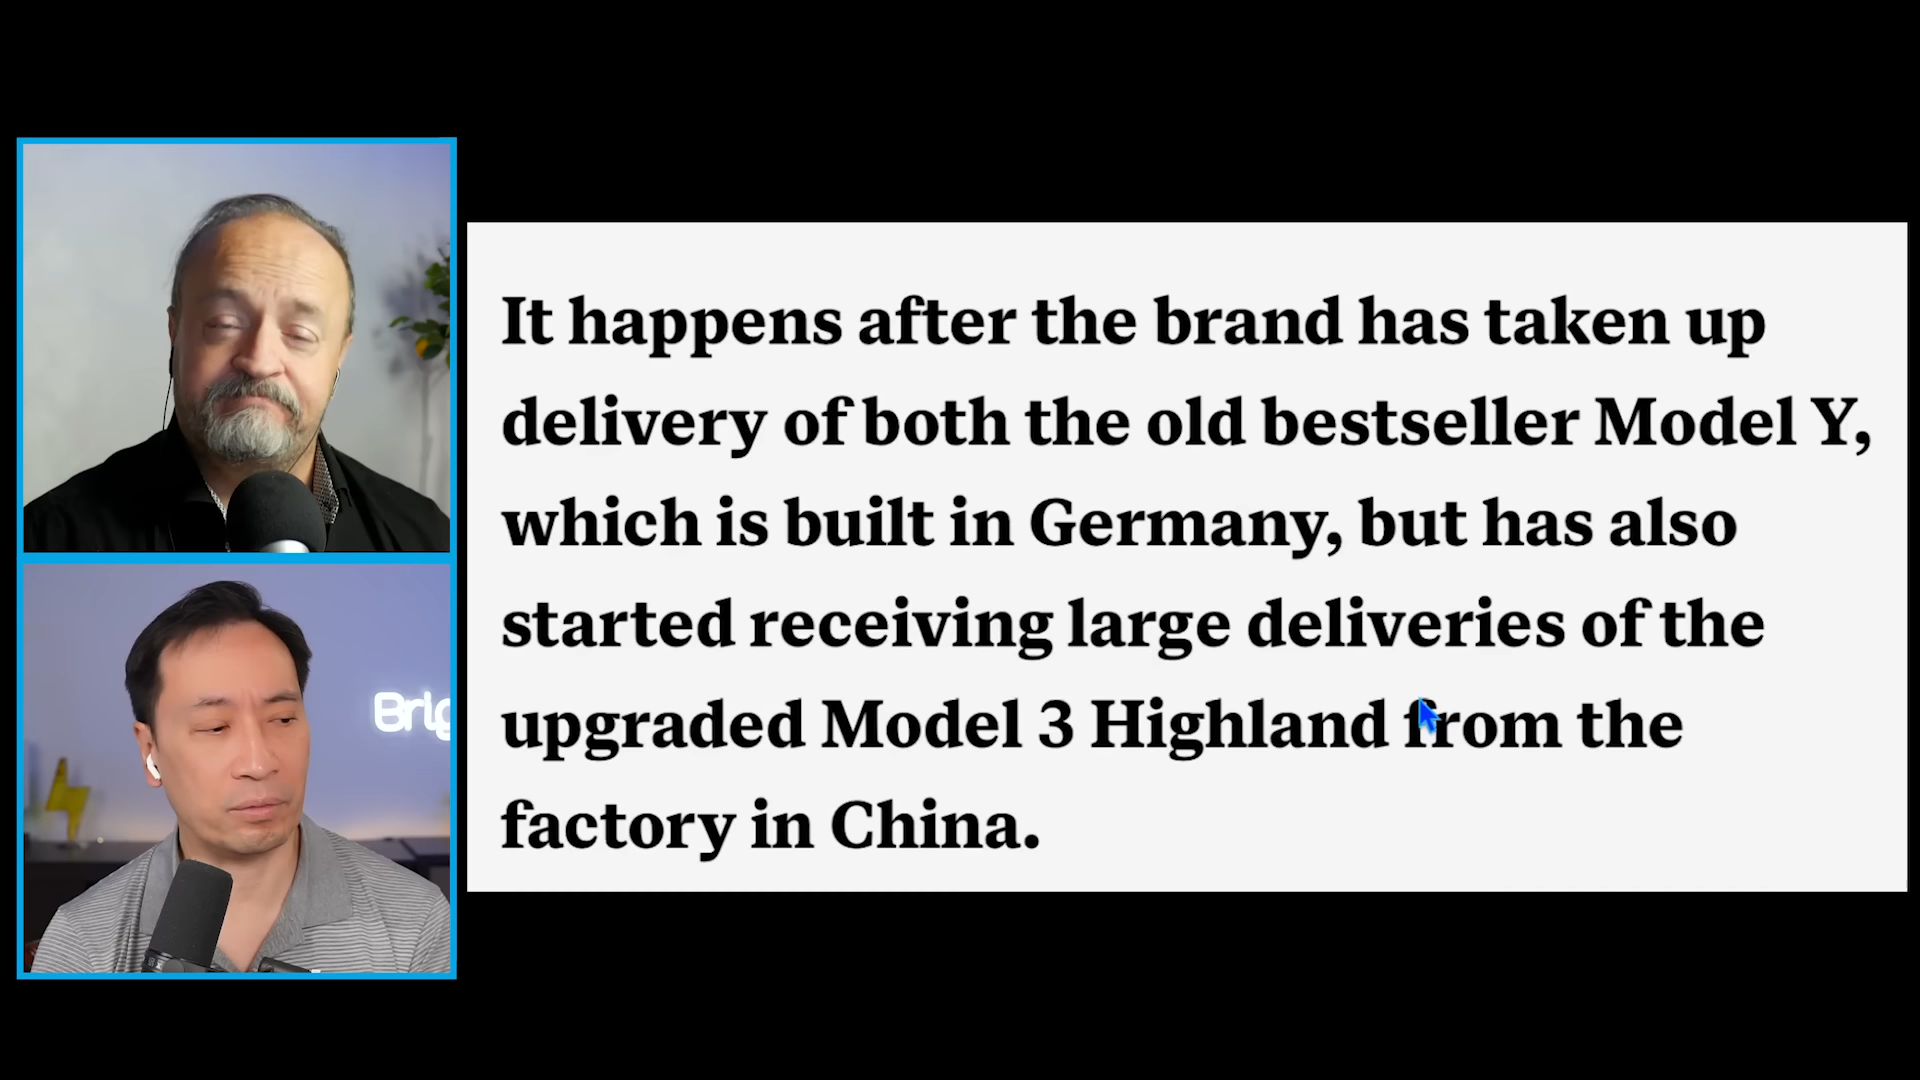 It happens after the brand has taken up
delivery of both the old bestseller Model Y,
which is built in Germany, but has also
started receiving large deliveries of the
upgraded Model 3 Highland from the
factory in China.
Brig